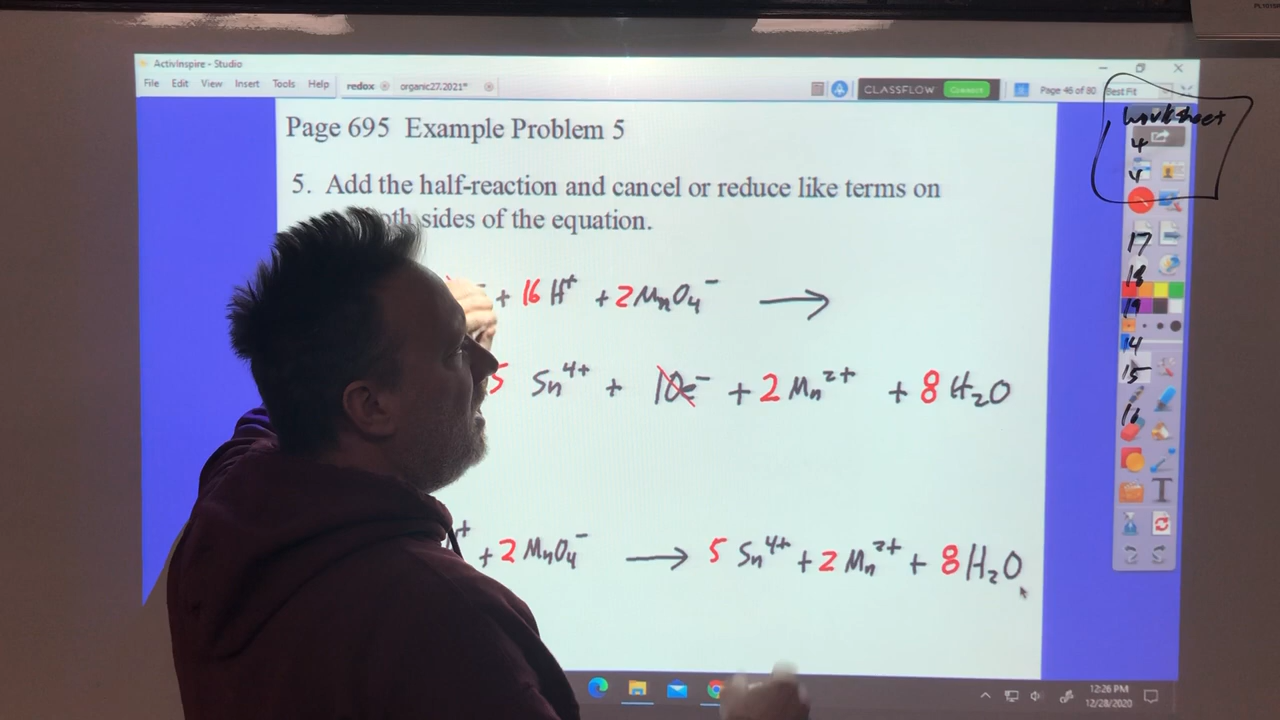 ActivInspire - Studio
File Edit View Insert Tools Help redox organic27.2021* CLASSFLOW Connect Page 46 of 80 Best Fit
Page 695 Example Problem 5
worksheet
4
4
5. Add the half-reaction and cancel or reduce like terms on
sides of the equation.
17
18
19
14
15
16
+ 16 H⁺ + 2 MnO₄⁻ →
5 Sn⁴⁺ + 10e⁻ + 2 Mn²⁺ + 8 H₂O
+ 2 MnO₄⁻ → 5 Sn⁴⁺ + 2 Mn²⁺ + 8 H₂O
12:26 PM
12/28/2020